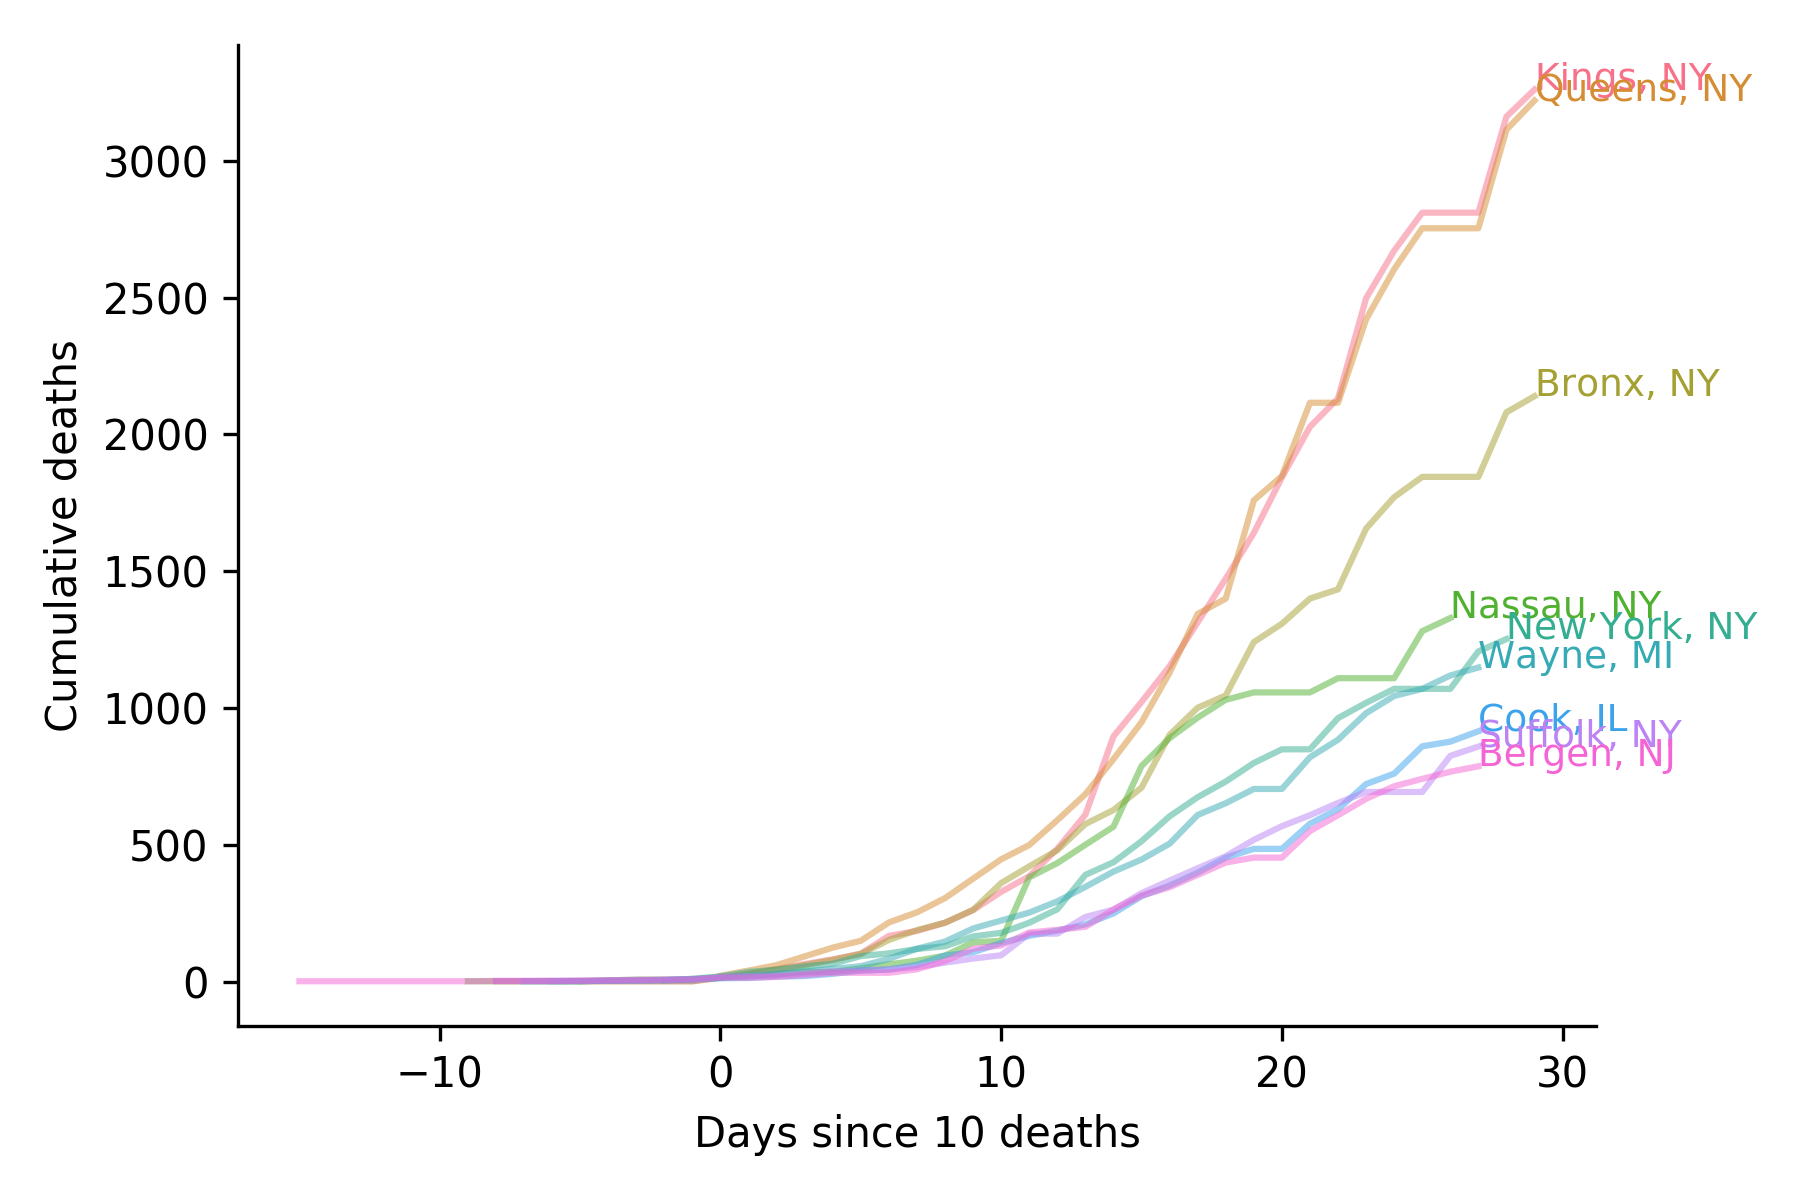 Kings, NY
Queens, NY
Bronx, NY
Nassau, NY
New York, NY
Wayne, MI
Cook, IL
Suffolk, NY
Bergen, NJ
3000
2500
2000
1500
1000
500
0
Cumulative deaths
−10
0
10
20
30
Days since 10 deaths